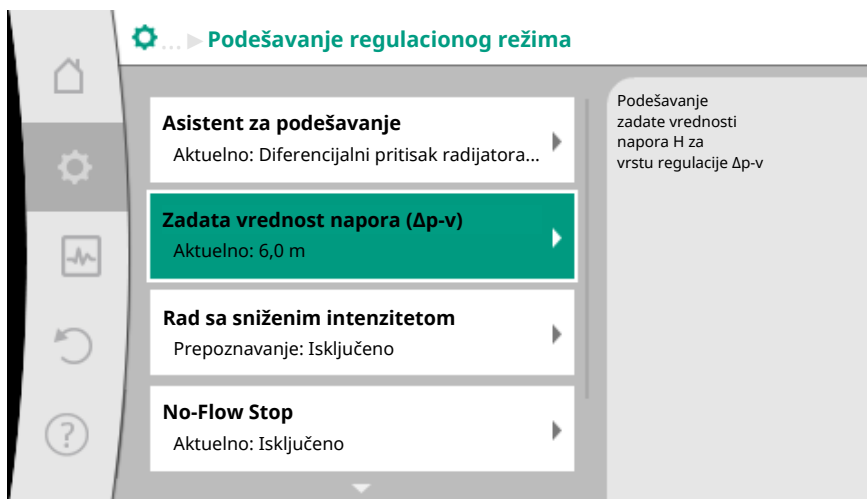 ... Podešavanje regulacionog režima
Asistent za podešavanje
Aktuelno: Diferencijalni pritisak radijatora...
Zadata vrednost napora (Δp-v)
Aktuelno: 6,0 m
Rad sa sniženim intenzitetom
Prepoznavanje: Isključeno
No-Flow Stop
Aktuelno: Isključeno
Podešavanje
zadate vrednosti
napora H za
vrstu regulacije Δp-v